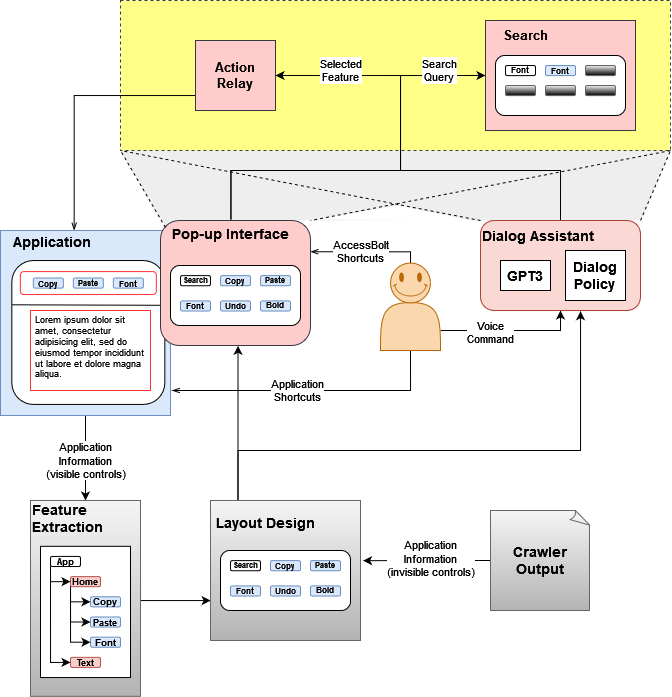 Search
Font
Font
Action
Relay
Selected
Feature
Search
Query
Application
Copy
Paste
Font
Lorem ipsum dolor sit
amet, consectetur
adipisicing elit, sed do
eiusmod tempor incididunt
ut labore et dolore magna
aliqua.
Pop-up Interface
Search
Copy
Paste
Font
Undo
Bold
AccessBolt
Shortcuts
Dialog Assistant
GPT3
Dialog
Policy
Voice
Command
Application
Shortcuts
Application
Information
(visible controls)
Feature
Extraction
App
Home
Copy
Paste
Font
Text
Layout Design
Search
Copy
Paste
Font
Undo
Bold
Application
Information
(invisible controls)
Crawler
Output